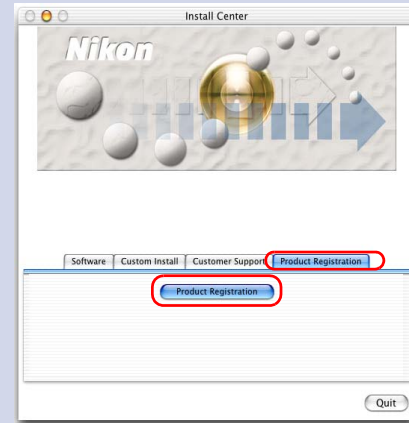 Install Center
Nikon
Software Custom Install Customer Support Product Registration
Product Registration
Quit